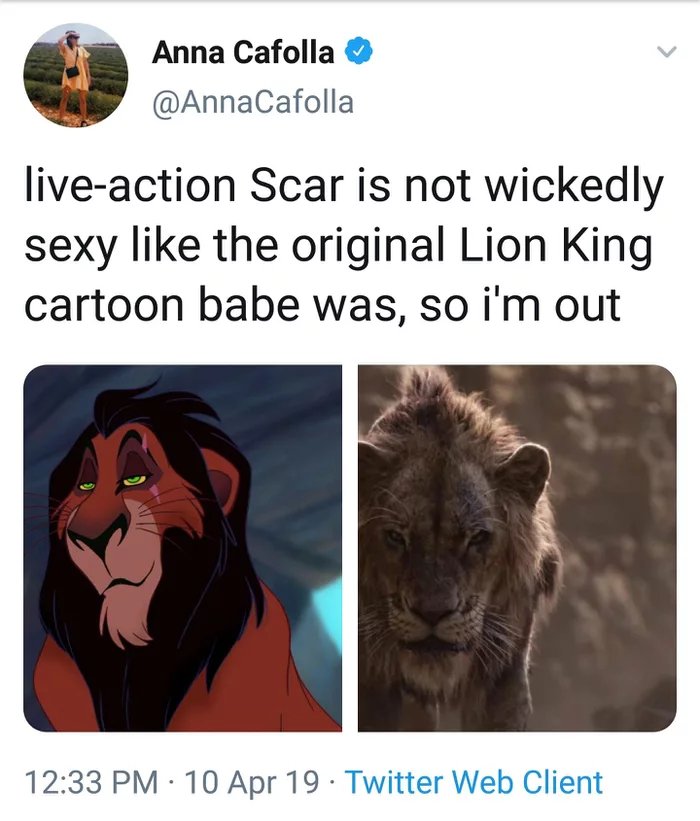 Anna Cafolla
@AnnaCafolla
live-action Scar is not wickedly
sexy like the original Lion King
cartoon babe was, so i'm out
12:33 PM · 10 Apr 19 · Twitter Web Client